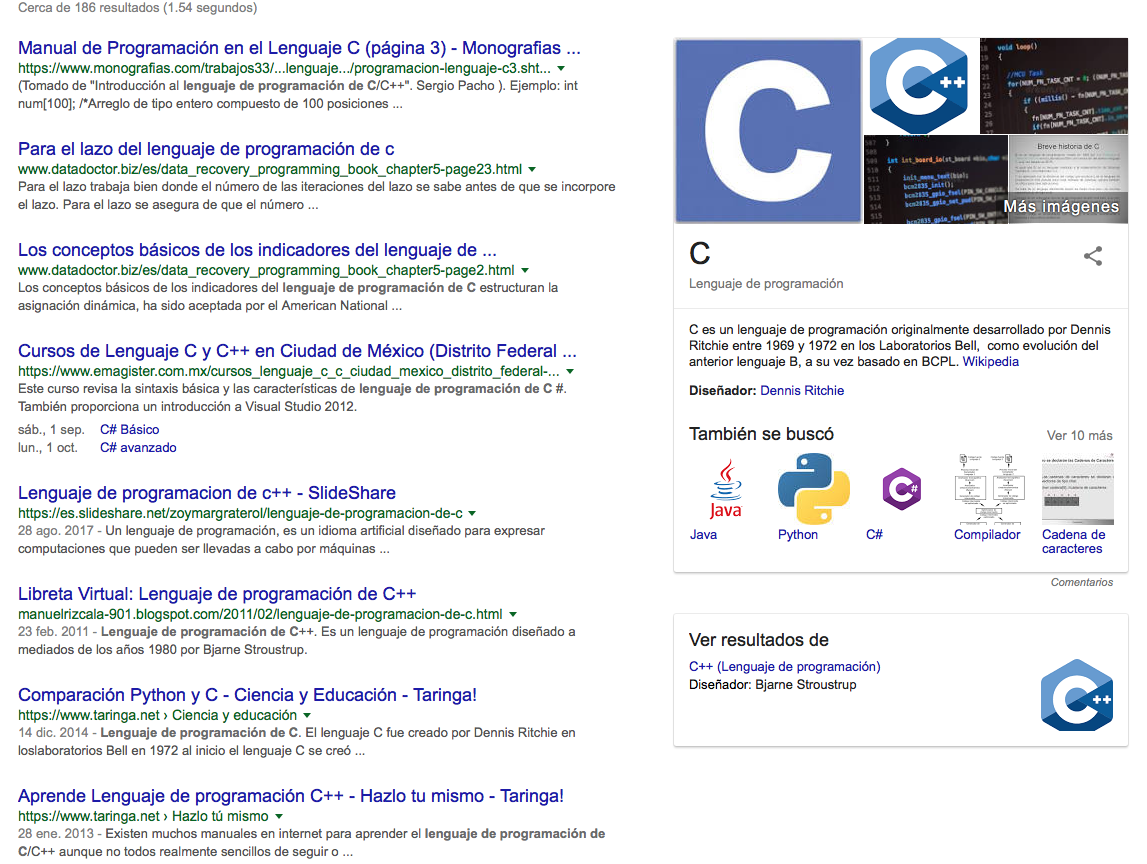 Cerca de 186 resultados (1.54 segundos)
Manual de Programación en el Lenguaje C (página 3) - Monografias ...
https://www.monografias.com/trabajos33/...lenguaje.../programacion-lenguaje-c3.sht...
(Tomado de "Introducción al lenguaje de programación de C/C++". Sergio Pacho ). Ejemplo: int
num[100]; /*Arreglo de tipo entero compuesto de 100 posiciones ...
Para el lazo del lenguaje de programación de c
www.datadoctor.biz/es/data_recovery_programming_book_chapter5-page23.html
Para el lazo trabaja bien donde el número de las iteraciones del lazo se sabe antes de que se incorpore
el lazo. Para el lazo se asegura de que el número ...
Los conceptos básicos de los indicadores del lenguaje de ...
www.datadoctor.biz/es/data_recovery_programming_book_chapter5-page2.html
Los conceptos básicos de los indicadores del lenguaje de programación de C estructuran la
asignación dinámica, ha sido aceptada por el American National ...
Cursos de Lenguaje C y C++ en Ciudad de México (Distrito Federal ...
https://www.emagister.com.mx/cursos_lenguaje_c_c_ciudad_mexico_distrito_federal-...
Este curso revisa la sintaxis básica y las características de lenguaje de programación de C #.
También proporciona un introducción a Visual Studio 2012.
sáb., 1 sep. C# Básico
lun., 1 oct. C# avanzado
Lenguaje de programacion de c++ - SlideShare
https://es.slideshare.net/zoymargraterol/lenguaje-de-programacion-de-c
28 ago. 2017 - Un lenguaje de programación, es un idioma artificial diseñado para expresar
computaciones que pueden ser llevadas a cabo por máquinas ...
Libreta Virtual: Lenguaje de programación de C++
manuelrizcala-901.blogspot.com/2011/02/lenguaje-de-programacion-de-c.html
23 feb. 2011 - Lenguaje de programación de C++. Es un lenguaje de programación diseñado a
mediados de los años 1980 por Bjarne Stroustrup.
Comparación Python y C - Ciencia y Educación - Taringa!
https://www.taringa.net › Ciencia y educación
14 dic. 2014 - Lenguaje de programación de C. El lenguaje C fue creado por Dennis Ritchie en
loslaboratorios Bell en 1972 al inicio el lenguaje C se creó ...
Aprende Lenguaje de programación C++ - Hazlo tu mismo - Taringa!
https://www.taringa.net › Hazlo tú mismo
28 ene. 2013 - Existen muchos manuales en internet para aprender el lenguaje de programación de
C/C++ aunque no todos realmente sencillos de seguir o ...
C
C++
void loop()
{
//MCU Task
int ist_board_io(st_board
init_menu_text(bio);
bcm2835_init();
Breve historia de C
Más imágenes
C
Lenguaje de programación
C es un lenguaje de programación originalmente desarrollado por Dennis
Ritchie entre 1969 y 1972 en los Laboratorios Bell, como evolución del
anterior lenguaje B, a su vez basado en BCPL. Wikipedia
Diseñador: Dennis Ritchie
También se buscó
Ver 10 más
Java
C#
Java
Python
C#
Compilador
Cadena de
caracteres
Comentarios
Ver resultados de
C++ (Lenguaje de programación)
Diseñador: Bjarne Stroustrup
C++